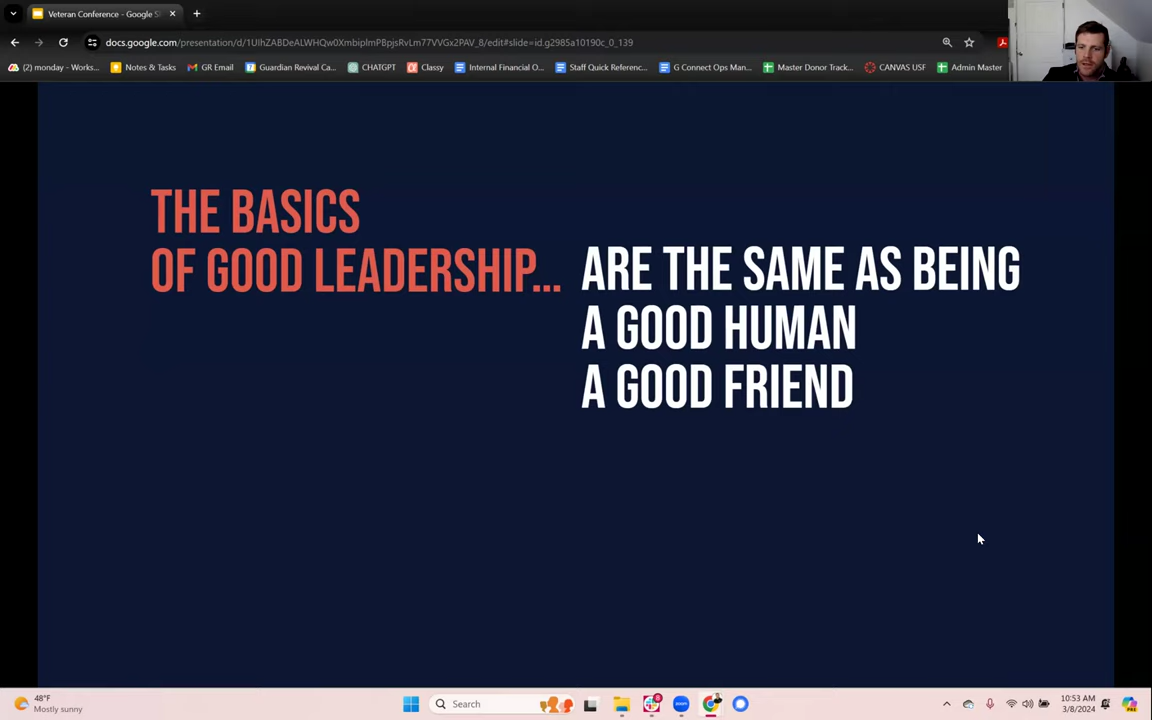 Veteran Conference - Google S
docs.google.com/presentation/d/1UIhZABDeALWHQw0XmbiplmPBpjsRvLm77VVGx2PAV_8/edit#slide=id.g2985a10190c_0_139
(2) monday - Works... Notes & Tasks GR Email Guardian Revival Ca... CHATGPT Classy Internal Financial O... Staff Quick Referenc... G Connect Ops Man... Master Donor Track... CANVAS USF Admin Master
THE BASICS
OF GOOD LEADERSHIP...
ARE THE SAME AS BEING
A GOOD HUMAN
A GOOD FRIEND
48°F
Mostly sunny
Search
10:53 AM
3/8/2024